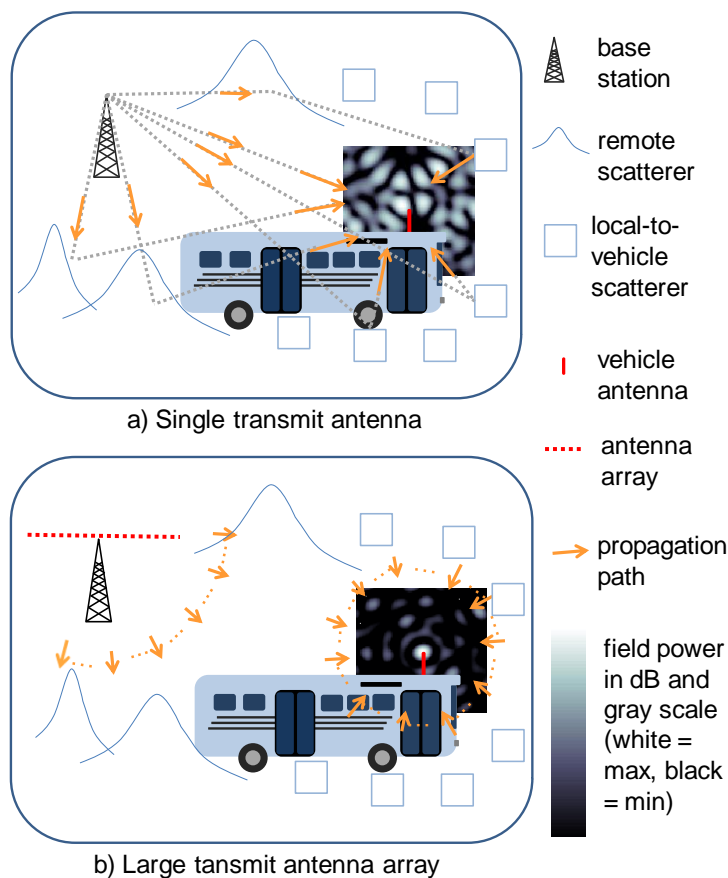 base
station
remote
scatterer
local-to-
vehicle
scatterer
vehicle
antenna
a) Single transmit antenna
antenna
array
propagation
path
field power
in dB and
gray scale
(white =
max, black
= min)
b) Large tansmit antenna array